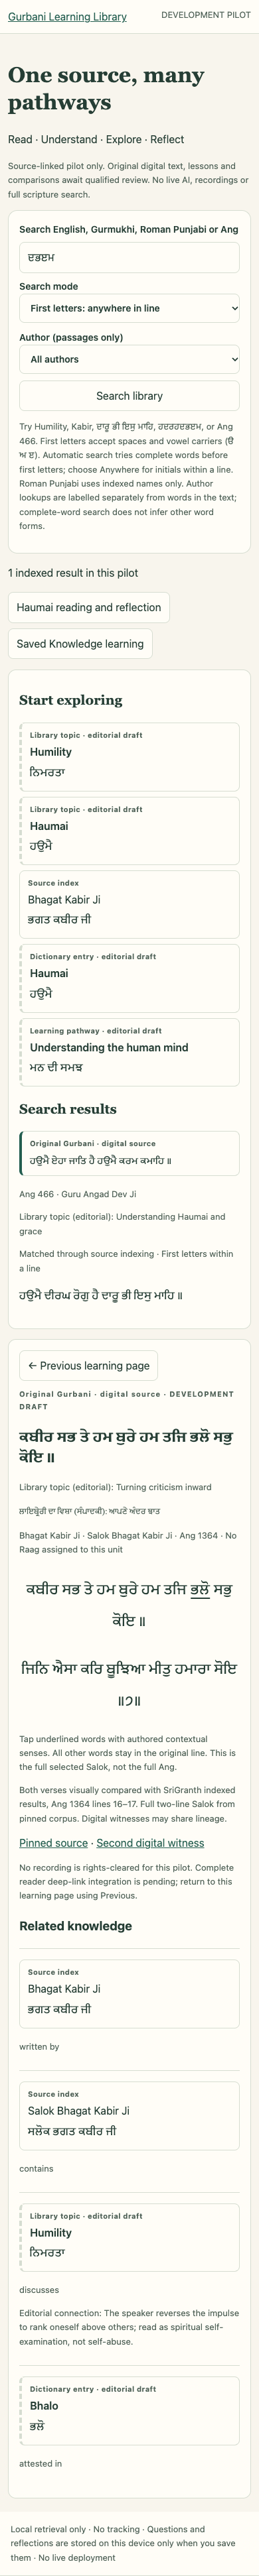 Gurbani Learning Library
DEVELOPMENT PILOT
One source, many
pathways
Read · Understand · Explore · Reflect
Source-linked pilot only. Original digital text, lessons and
comparisons await qualified review. No live AI, recordings or
full scripture search.
Search English, Gurmukhi, Roman Punjabi or Ang
ਦਭੲਮ
Search mode
First letters: anywhere in line
Author (passages only)
All authors
Search library
Try Humility, Kabir, ਦਾਰੂ ਭੀ ਇਸੁ ਮਾਹਿ, ਹਦਰਹਦਭੲਮ, or Ang
466. First letters accept spaces and vowel carriers (ੳ
ਅ ੲ). Automatic search tries complete words before
first letters; choose Anywhere for initials within a line.
Roman Punjabi uses indexed names only. Author
lookups are labelled separately from words in the text;
complete-word search does not infer other word
forms.
1 indexed result in this pilot
Haumai reading and reflection
Saved Knowledge learning
Start exploring
Library topic · editorial draft
Humility
ਨਿਮਰਤਾ
Library topic · editorial draft
Haumai
ਹਉਮੈ
Source index
Bhagat Kabir Ji
ਭਗਤ ਕਬੀਰ ਜੀ
Dictionary entry · editorial draft
Haumai
ਹਉਮੈ
Learning pathway · editorial draft
Understanding the human mind
ਮਨ ਦੀ ਸਮਝ
Search results
Original Gurbani · digital source
ਹਉਮੈ ਏਹਾ ਜਾਤਿ ਹੈ ਹਉਮੈ ਕਰਮ ਕਮਾਹਿ ॥
Ang 466 · Guru Angad Dev Ji
Library topic (editorial): Understanding Haumai and
grace
Matched through source indexing · First letters within
a line
ਹਉਮੈ ਦੀਰਘ ਰੋਗੁ ਹੈ ਦਾਰੂ ਭੀ ਇਸੁ ਮਾਹਿ ॥
← Previous learning page
Original Gurbani · digital source · DEVELOPMENT
DRAFT
ਕਬੀਰ ਸਭ ਤੇ ਹਮ ਬੁਰੇ ਹਮ ਤਜਿ ਭਲੋ ਸਭੁ
ਕੋਇ ॥
Library topic (editorial): Turning criticism inward
ਲਾਇਬ੍ਰੇਰੀ ਦਾ ਵਿਸ਼ਾ (ਸੰਪਾਦਕੀ): ਆਪਣੇ ਅੰਦਰ ਝਾਤ
Bhagat Kabir Ji · Salok Bhagat Kabir Ji · Ang 1364 · No
Raag assigned to this unit
ਕਬੀਰ ਸਭ ਤੇ ਹਮ ਬੁਰੇ ਹਮ ਤਜਿ ਭਲੋ ਸਭੁ
ਕੋਇ ॥
ਜਿਨਿ ਐਸਾ ਕਰਿ ਬੂਝਿਆ ਮੀਤੁ ਹਮਾਰਾ ਸੋਇ
॥੭॥
Tap underlined words with authored contextual
senses. All other words stay in the original line. This is
the full selected Salok, not the full Ang.
Both verses visually compared with SriGranth indexed
results, Ang 1364 lines 16–17. Full two-line Salok from
pinned corpus. Digital witnesses may share lineage.
Pinned source · Second digital witness
No recording is rights-cleared for this pilot. Complete
reader deep-link integration is pending; return to this
learning page using Previous.
Related knowledge
Source index
Bhagat Kabir Ji
ਭਗਤ ਕਬੀਰ ਜੀ
written by
Source index
Salok Bhagat Kabir Ji
ਸਲੋਕ ਭਗਤ ਕਬੀਰ ਜੀ
contains
Library topic · editorial draft
Humility
ਨਿਮਰਤਾ
discusses
Editorial connection: The speaker reverses the impulse
to rank oneself above others; read as spiritual self-
examination, not self-abuse.
Dictionary entry · editorial draft
Bhalo
ਭਲੋ
attested in
Local retrieval only · No tracking · Questions and
reflections are stored on this device only when you save
them · No live deployment